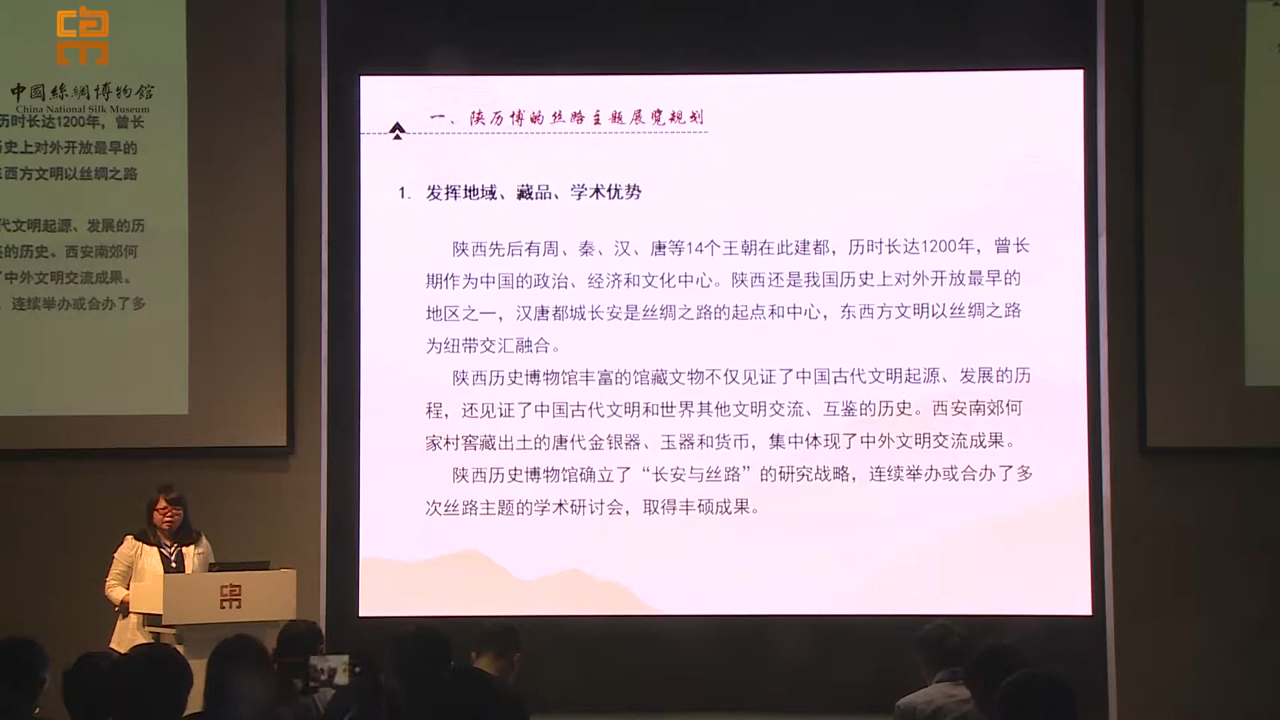 中國絲綢博物館
China National Silk Museum
历时长达1200年，曾长
历史上对外开放最早的
东西方文明以丝绸之路
代文明起源、发展的历
鉴的历史。西安南郊何
了中外文明交流成果。
，连续举办或合办了多
一、陕历博的丝路主题展览规划
1. 发挥地域、藏品、学术优势
陕西先后有周、秦、汉、唐等14个王朝在此建都，历时长达1200年，曾长
期作为中国的政治、经济和文化中心。陕西还是我国历史上对外开放最早的
地区之一，汉唐都城长安是丝绸之路的起点和中心，东西方文明以丝绸之路
为纽带交汇融合。
陕西历史博物馆丰富的馆藏文物不仅见证了中国古代文明起源、发展的历
程，还见证了中国古代文明和世界其他文明交流、互鉴的历史。西安南郊何
家村窖藏出土的唐代金银器、玉器和货币，集中体现了中外文明交流成果。
陕西历史博物馆确立了“长安与丝路”的研究战略，连续举办或合办了多
次丝路主题的学术研讨会，取得丰硕成果。